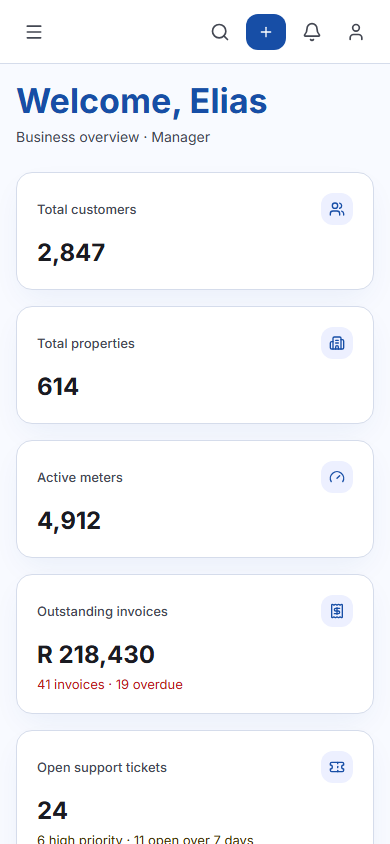 Welcome, Elias
Business overview · Manager
Total customers
2,847
Total properties
614
Active meters
4,912
Outstanding invoices
R 218,430
41 invoices · 19 overdue
Open support tickets
24
6 high priority · 11 open over 7 days